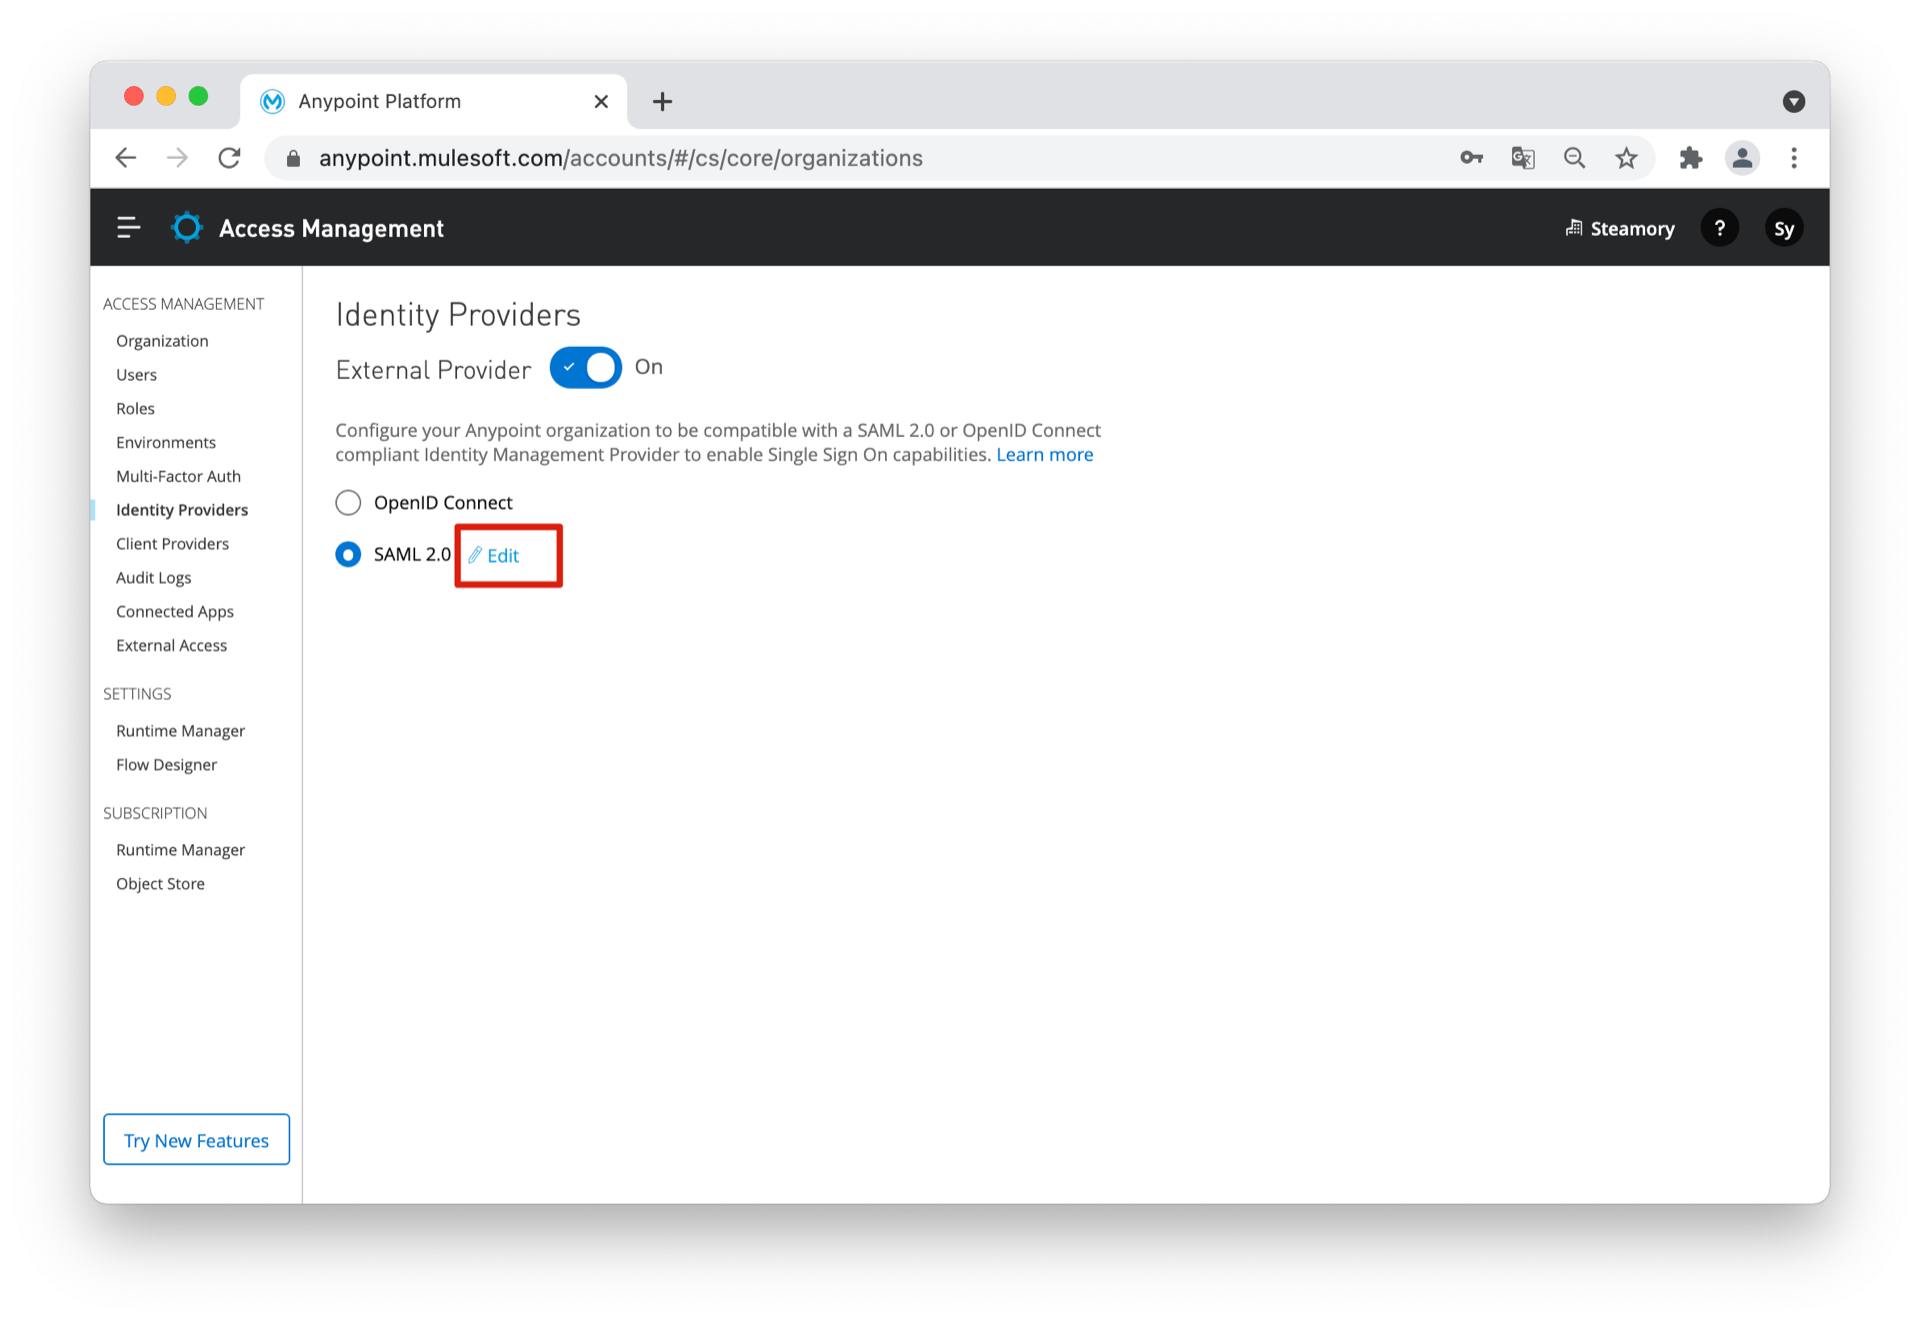 Anypoint Platform
anypoint.mulesoft.com/accounts/#/cs/core/organizations
Access Management
Steamory
?
Sy
ACCESS MANAGEMENT
Organization
Users
Roles
Environments
Multi-Factor Auth
Identity Providers
Client Providers
Audit Logs
Connected Apps
External Access
SETTINGS
Runtime Manager
Flow Designer
SUBSCRIPTION
Runtime Manager
Object Store
Try New Features
Identity Providers
External Provider On
Configure your Anypoint organization to be compatible with a SAML 2.0 or OpenID Connect
compliant Identity Management Provider to enable Single Sign On capabilities. Learn more
OpenID Connect
SAML 2.0 Edit